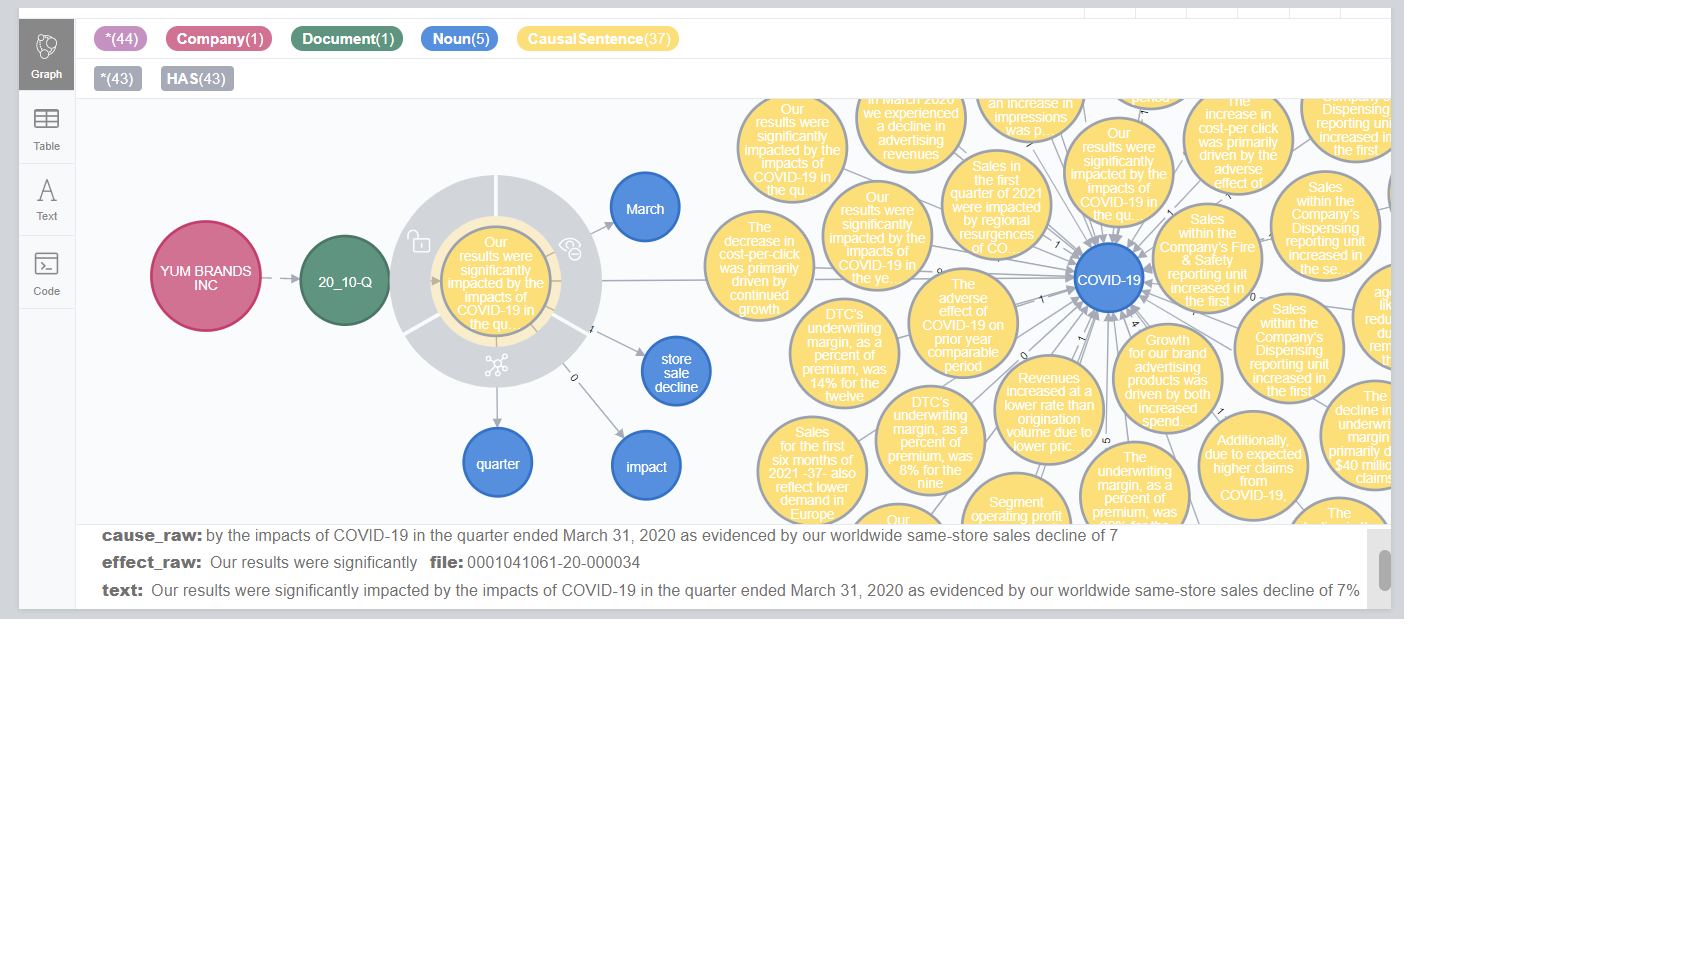 *(44) Company(1) Document(1) Noun(5) CausalSentence(37)
*(43) HAS(43)
Graph
Table
Text
Code
YUM BRANDS
INC
20_10-Q
Our
results were
significantly
impacted by the
impacts of
COVID-19 in
the qu...
March
store
sale
decline
quarter
impact
1
0
Our
results were
significantly
impacted by the
impacts of
COVID-19 in
the qu...
In March 2020
we experienced
a decline in
advertising
revenues
an increase in
impressions
was p...
period
Our
results were
significantly
impacted by the
impacts of
COVID-19 in
the qu...
The
increase in
cost-per click
was primarily
driven by the
adverse
effect of
Company's
Dispensing
reporting uni
increased in
the first
Sales in
the first
quarter of 2021
were impacted
by regional
resurgences
of CO...
Our
results were
significantly
impacted by the
impacts of
COVID-19 in
the ye...
The
decrease in
cost-per-click
was primarily
driven by
continued
growth
Sales
within the
Company's Fire
& Safety
reporting unit
increased in
the first
Sales
within the
Company's
Dispensing
reporting unit
increased in
the se...
COVID-19
The
adverse
effect of
COVID-19 on
prior year
comparable
period
DTC's
underwriting
margin, as a
percent of
premium, was
14% for the
twelve
Sales
within the
Company's
Dispensing
reporting unit
increased in
the first
Growth
for our brand
advertising
products was
driven by both
increased
spend...
Revenues
increased at a
lower rate than
origination
volume due to
lower pric...
DTC's
underwriting
margin, as a
percent of
premium, was
8% for the
nine
Sales
for the first
six months of
2021 -37- also
reflect lower
demand in
Europe
The
decline in
underwri
margin
primarily d
$40 millio
claims
Additionally,
due to expected
higher claims
from
COVID-19,
The
underwriting
margin, as a
percent of
premium, was
Segment
operating profit
Our
The
cause_raw: by the impacts of COVID-19 in the quarter ended March 31, 2020 as evidenced by our worldwide same-store sales decline of 7
effect_raw: Our results were significantly file: 0001041061-20-000034
text: Our results were significantly impacted by the impacts of COVID-19 in the quarter ended March 31, 2020 as evidenced by our worldwide same-store sales decline of 7%